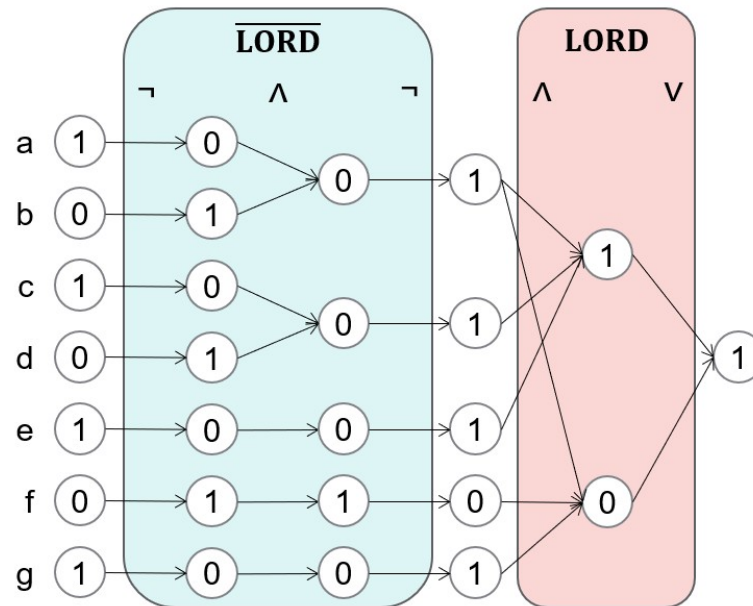 L̅O̅R̅D̅ LORD
¬ ∧ ¬ ∧ ∨
a 1 0
0 1
b 0 1
1
c 1 0
0 1
d 0 1
1
e 1 0 0 1
f 0 1 1 0 0
g 1 0 0 1